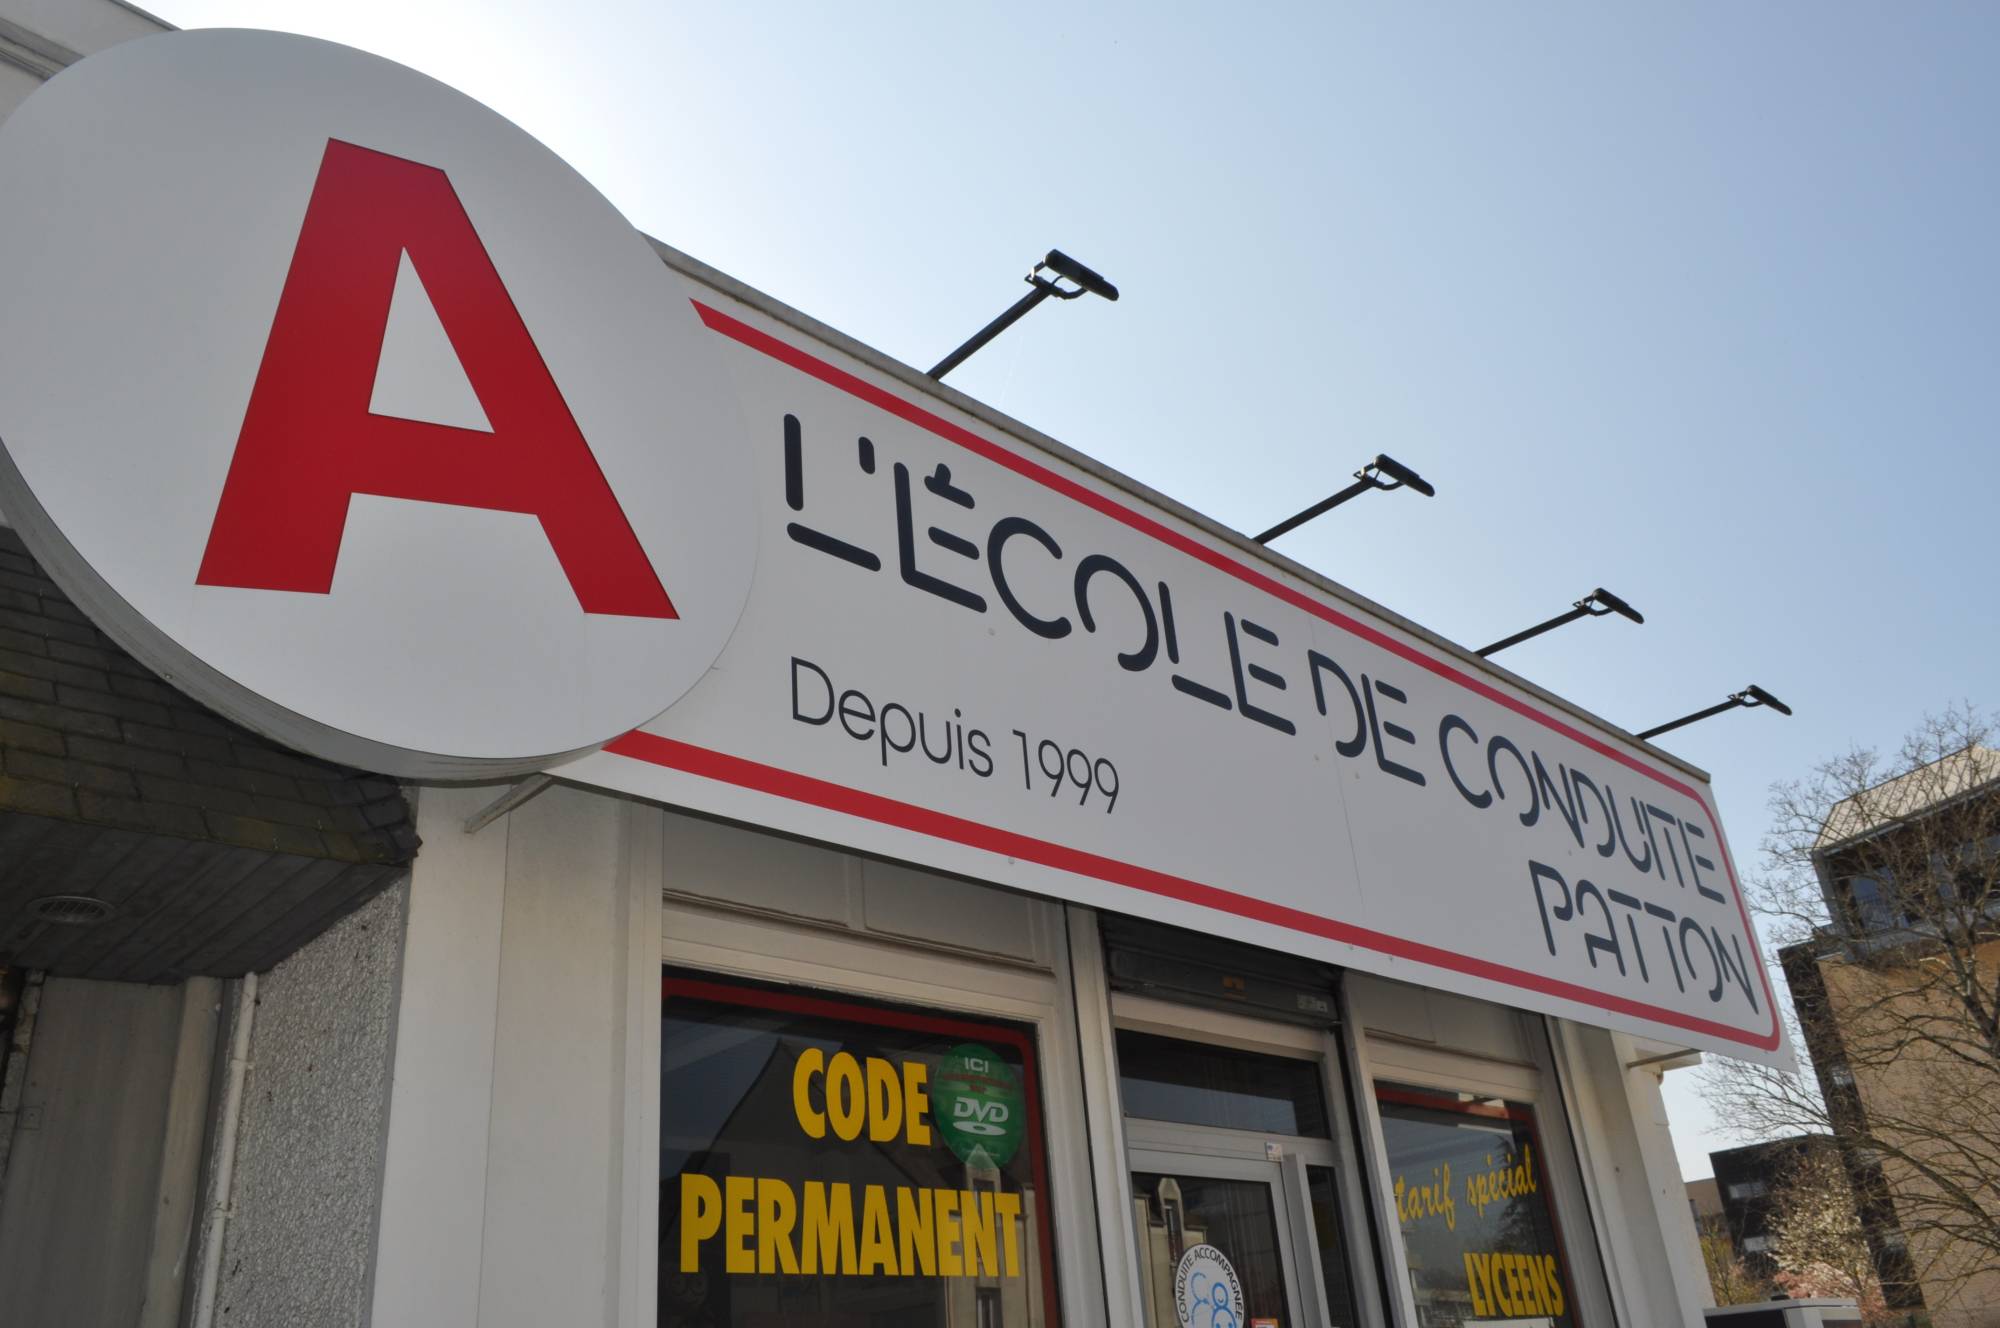 A
L'ÉCOLE DE CONDUITE
PATTON
Depuis 1999
CODE
PERMANENT
ICI
DVD
CONDUITE ACCOMPAGNÉE
tarif spécial
LYCEENS